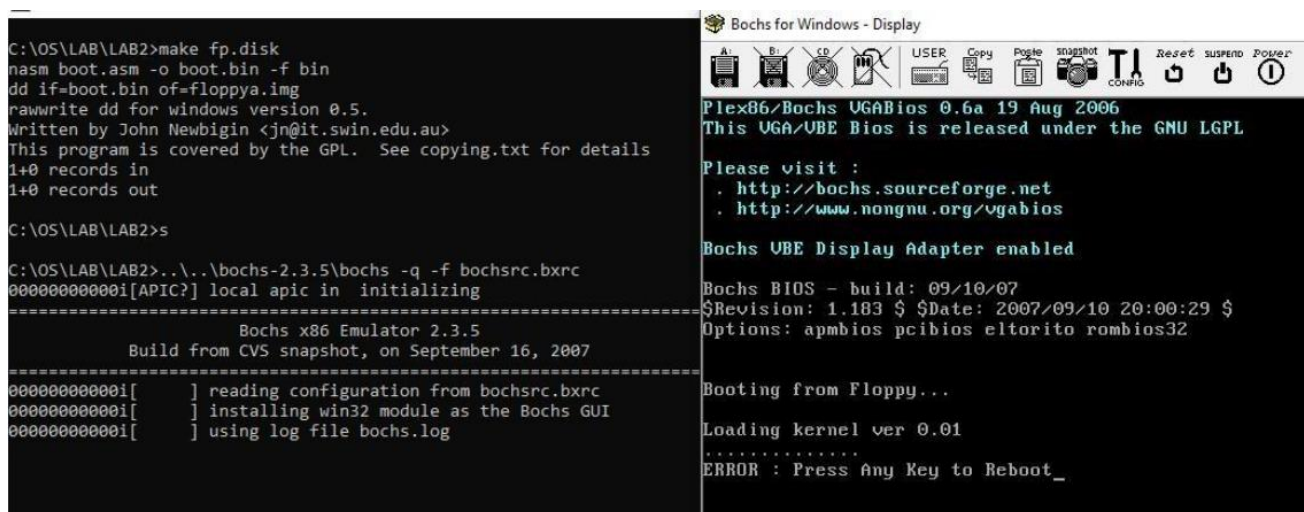 C:\OS\LAB\LAB2>make fp.disk
nasm boot.asm -o boot.bin -f bin
dd if=boot.bin of=floppya.img
rawwrite dd for windows version 0.5.
Written by John Newbigin <jn@it.swin.edu.au>
This program is covered by the GPL.  See copying.txt for details
1+0 records in
1+0 records out
C:\OS\LAB\LAB2>s
C:\OS\LAB\LAB2>..\..\bochs-2.3.5\bochs -q -f bochsrc.bxrc
00000000000i[APIC?] local apic in  initializing
========================================================================
Bochs x86 Emulator 2.3.5
Build from CVS snapshot, on September 16, 2007
========================================================================
00000000000i[      ] reading configuration from bochsrc.bxrc
00000000000i[      ] installing win32 module as the Bochs GUI
00000000000i[      ] using log file bochs.log
Bochs for Windows - Display
A: B: CD USER Copy Paste snapshot CONFIG Reset SUSPEND Power
Plex86/Bochs VGABios 0.6a 19 Aug 2006
This VGA/VBE Bios is released under the GNU LGPL
Please visit :
. http://bochs.sourceforge.net
. http://www.nongnu.org/vgabios
Bochs VBE Display Adapter enabled
Bochs BIOS - build: 09/10/07
$Revision: 1.183 $ $Date: 2007/09/10 20:00:29 $
Options: apmbios pcibios eltorito rombios32
Booting from Floppy...
Loading kernel ver 0.01
..............
ERROR : Press Any Key to Reboot_